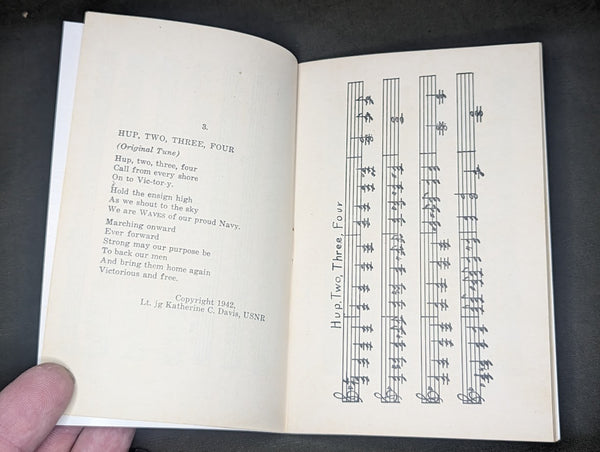 3.
HUP, TWO, THREE, FOUR
(Original Tune)
Hup, two, three, four
Call from every shore
On to Vic-tor-y.
Hold the ensign high
As we shout to the sky
We are WAVES of our proud Navy.
Marching onward
Ever forward
Strong may our purpose be
To back our men
And bring them home again
Victorious and free.
Copyright 1942,
Lt. jg Katherine C. Davis, USNR
Hup, Two, Three, Four